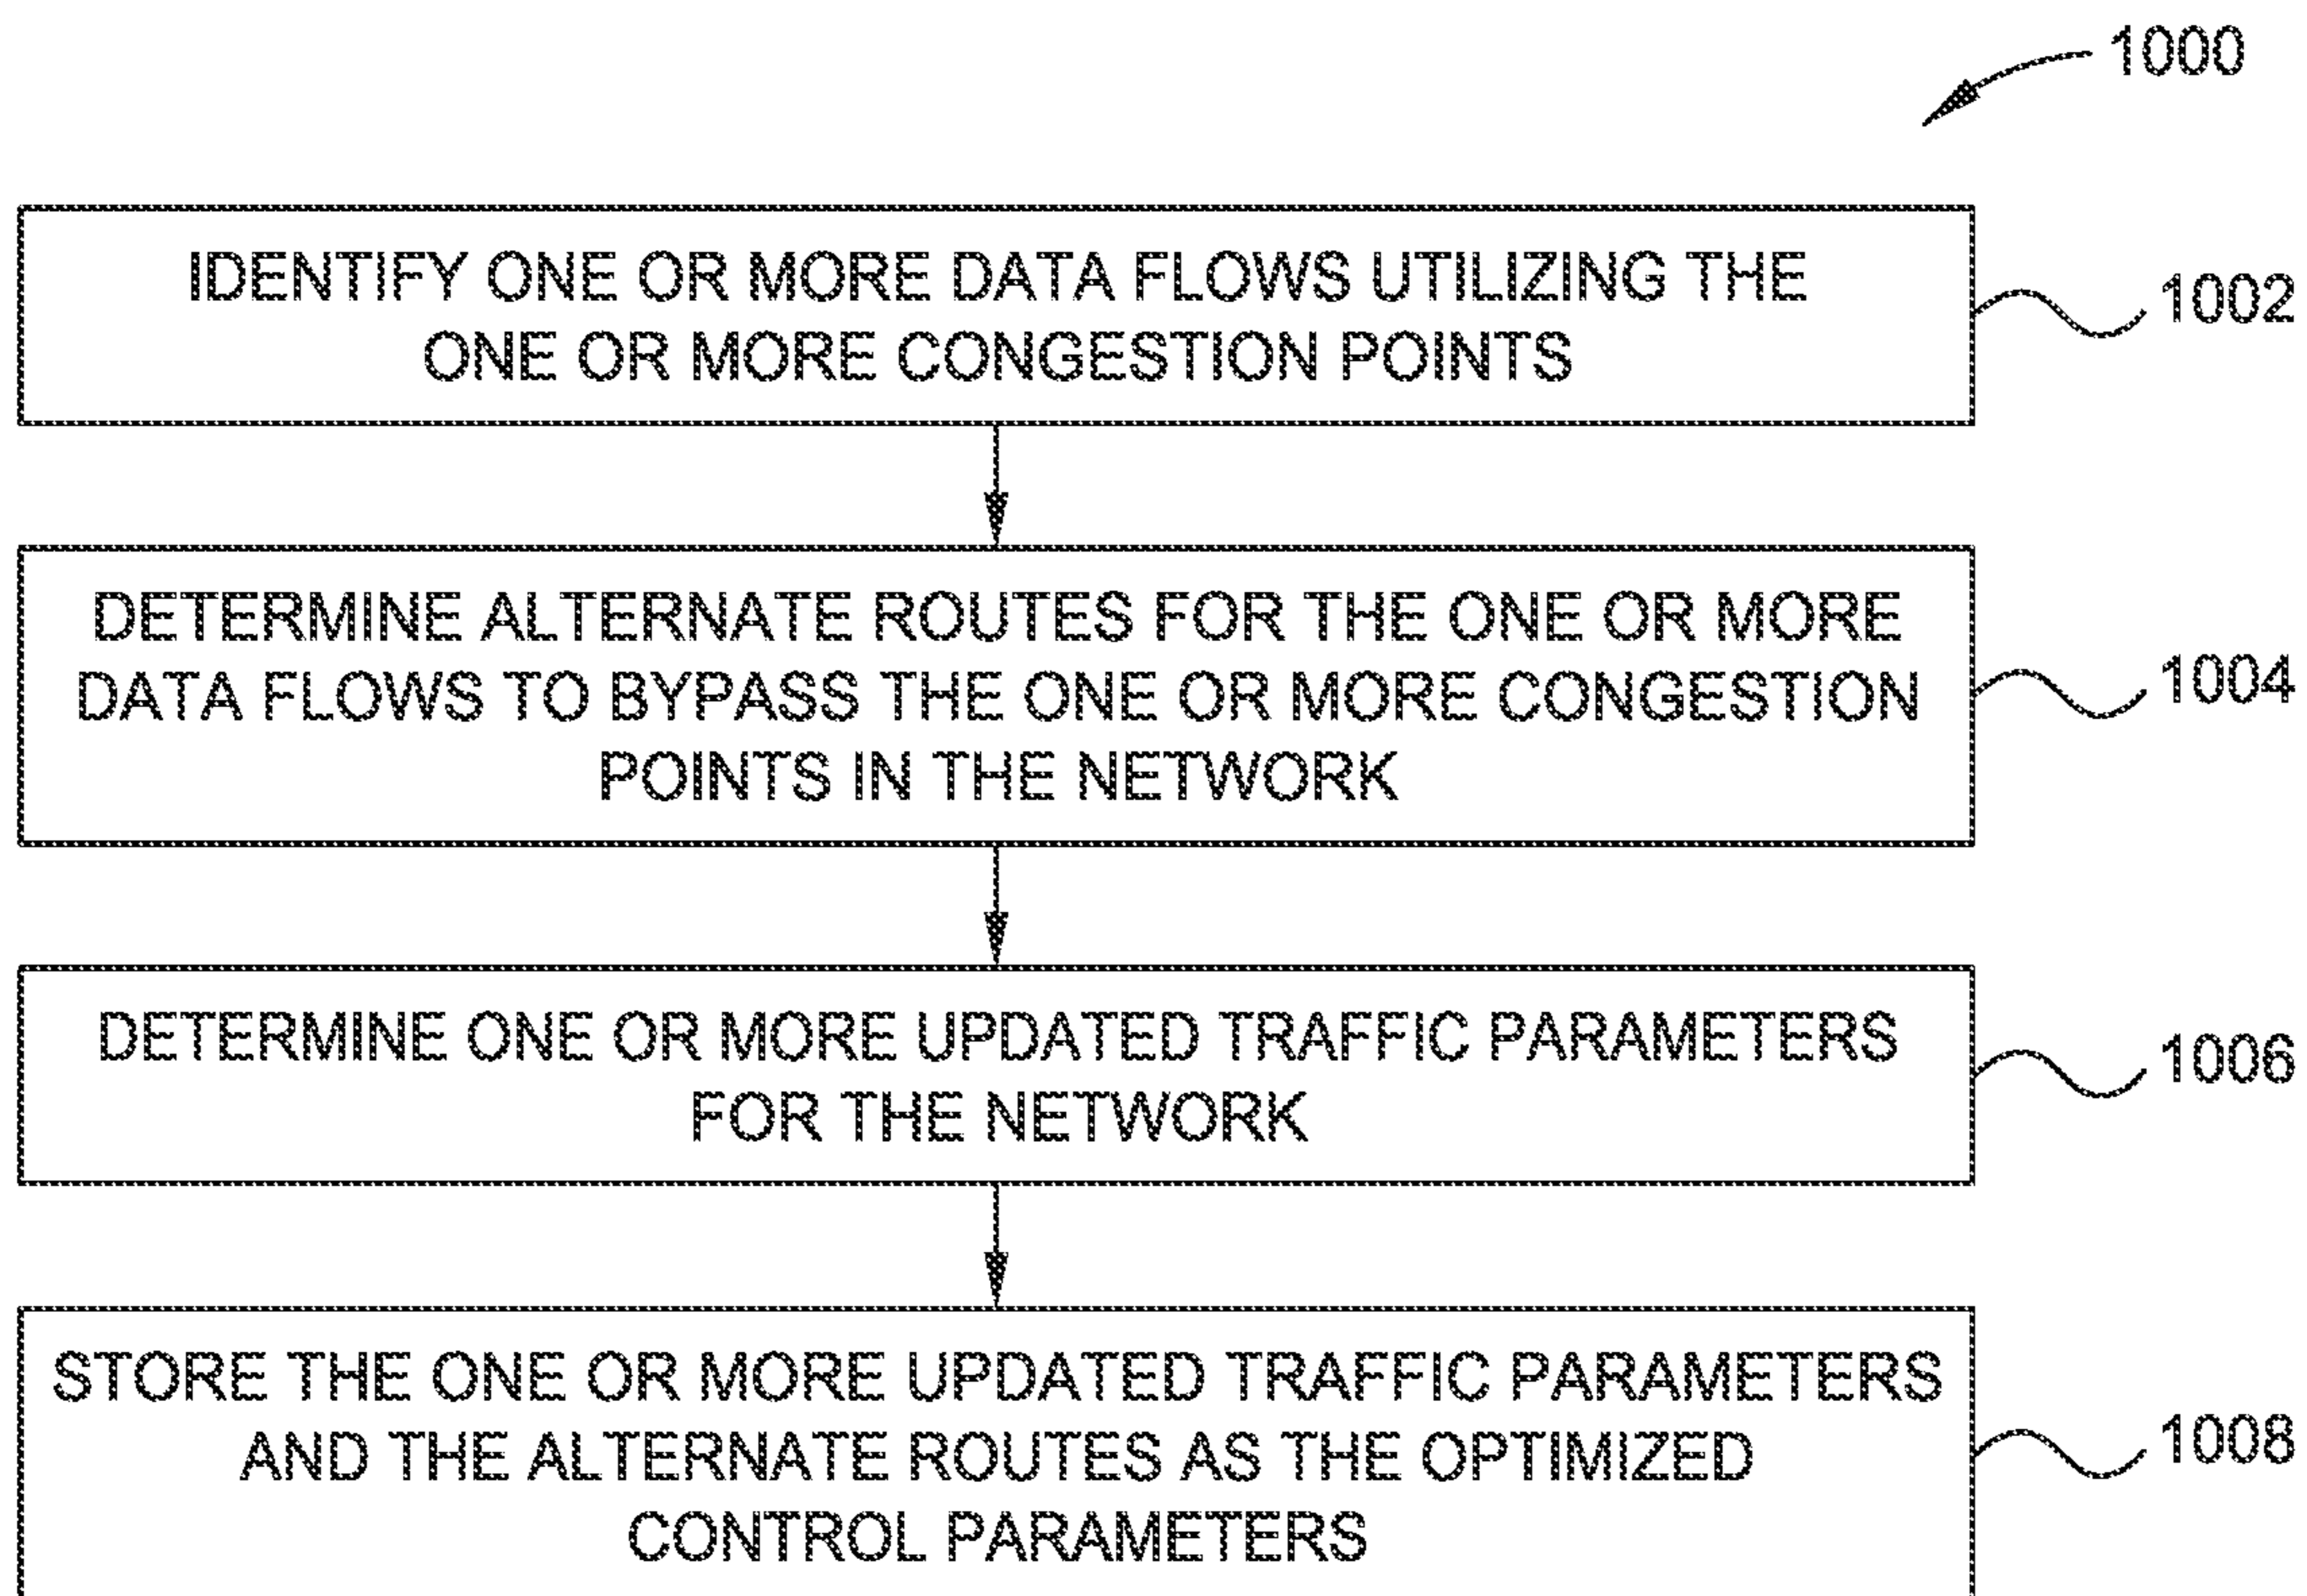 1000
IDENTIFY ONE OR MORE DATA FLOWS UTILIZING THE
ONE OR MORE CONGESTION POINTS
1002
DETERMINE ALTERNATE ROUTES FOR THE ONE OR MORE
DATA FLOWS TO BYPASS THE ONE OR MORE CONGESTION
POINTS IN THE NETWORK
1004
DETERMINE ONE OR MORE UPDATED TRAFFIC PARAMETERS
FOR THE NETWORK
1006
STORE THE ONE OR MORE UPDATED TRAFFIC PARAMETERS
AND THE ALTERNATE ROUTES AS THE OPTIMIZED
CONTROL PARAMETERS
1008